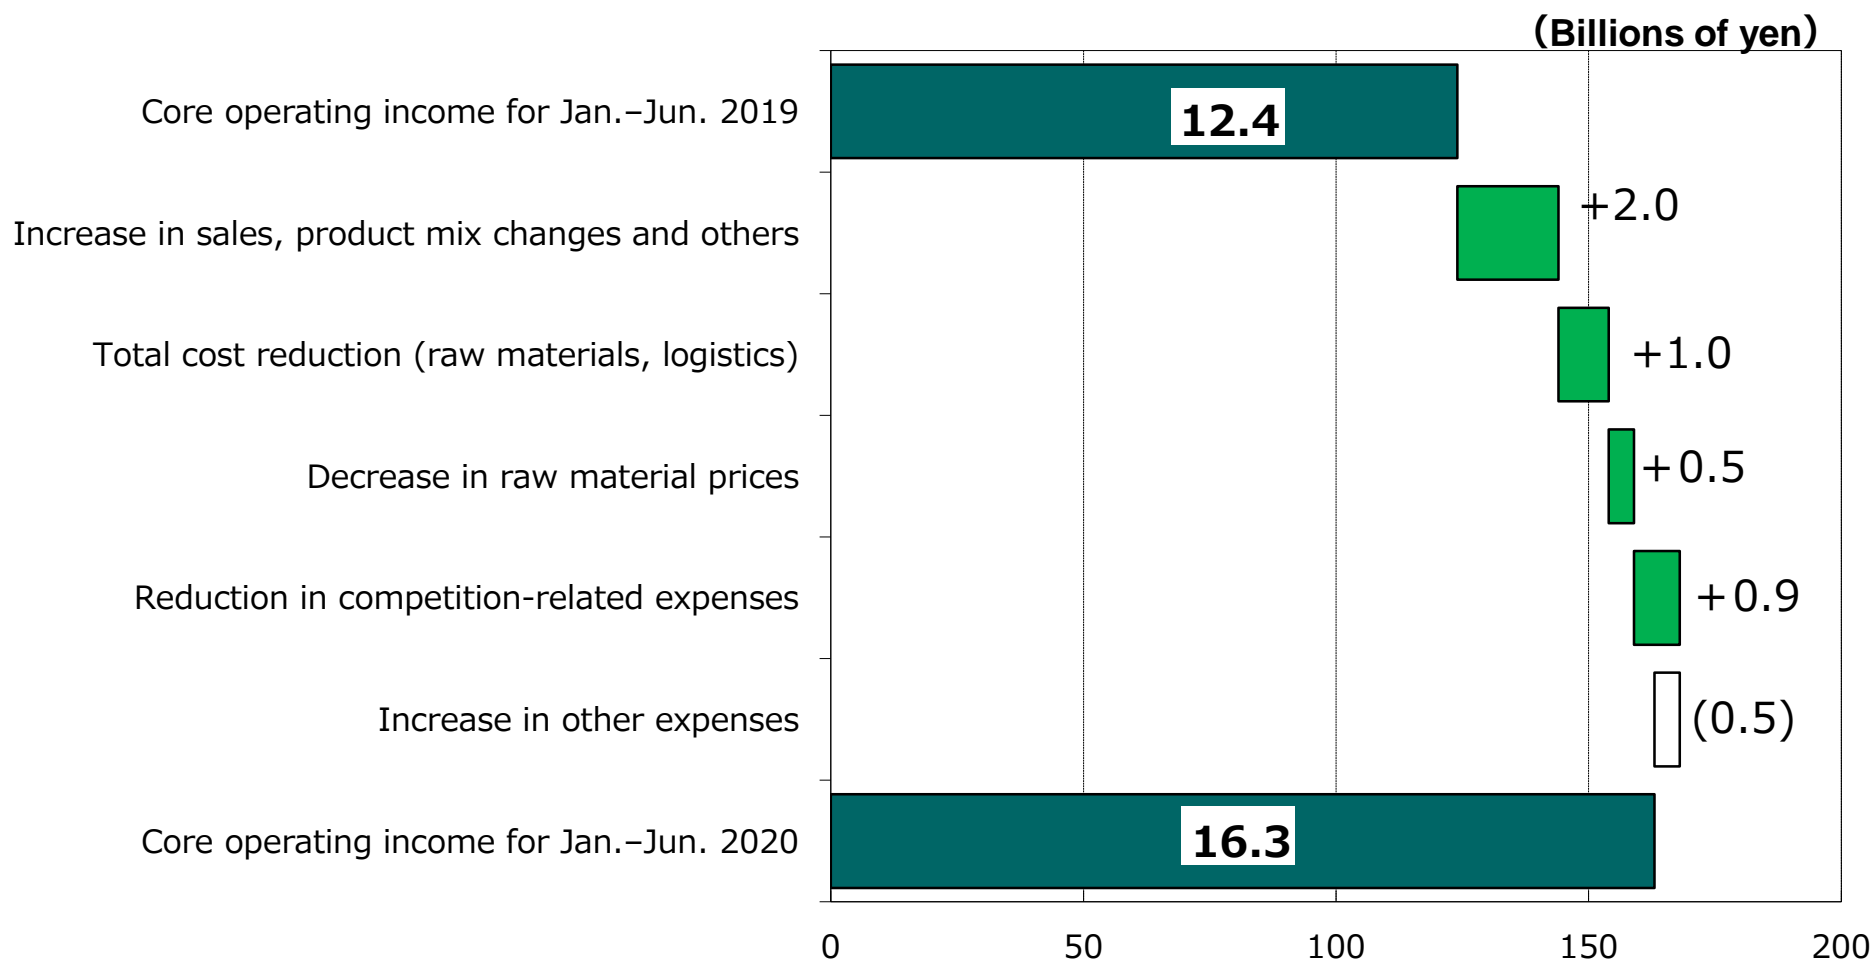 (Billions of yen)
Core operating income for Jan.–Jun. 2019
12.4
Increase in sales, product mix changes and others
+2.0
Total cost reduction (raw materials, logistics)
+1.0
Decrease in raw material prices
+0.5
Reduction in competition-related expenses
+0.9
Increase in other expenses
(0.5)
Core operating income for Jan.–Jun. 2020
16.3
0 50 100 150 200